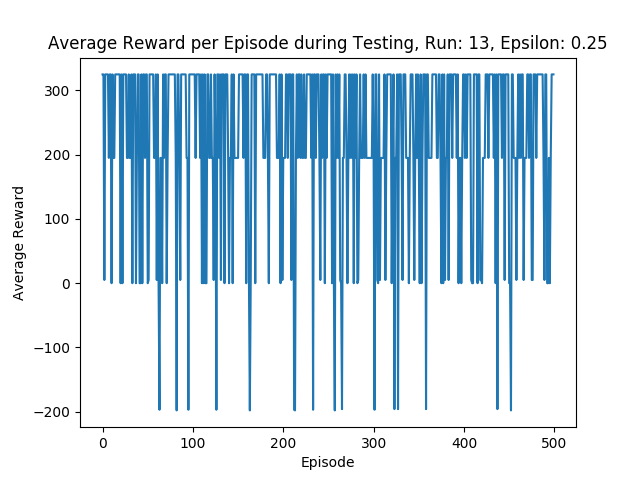 Average Reward per Episode during Testing, Run: 13, Epsilon: 0.25
300
200
100
0
−100
−200
Average Reward
0 100 200 300 400 500
Episode